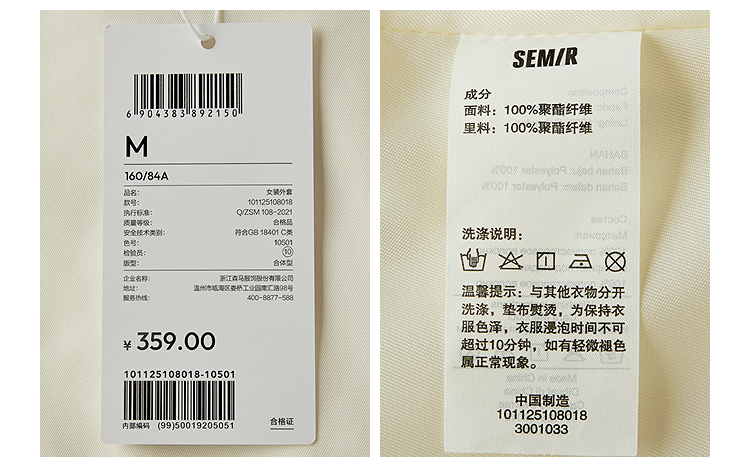 6 904383 892150
M
160/84A
品名: 女装外套
款号: 101125108018
执行标准: Q/ZSM 108-2021
质量等级: 合格品
安全技术类别: 符合GB 18401 C类
色号: 10501
检验员: 10
版型: 合体型
企业名称: 浙江森马服饰股份有限公司
地址: 温州市瓯海区娄桥工业园南汇路98号
服务热线: 400-8877-588
¥ 359.00
101125108018-10501
内部编码 (99)50019205051
合格证
SEMIR
成分
面料：100%聚酯纤维
里料：100%聚酯纤维
洗涤说明：
温馨提示：与其他衣物分开
洗涤，垫布熨烫，为保持衣
服色泽，衣服浸泡时间不可
超过10分钟，如有轻微褪色
属正常现象。
中国制造
101125108018
3001033